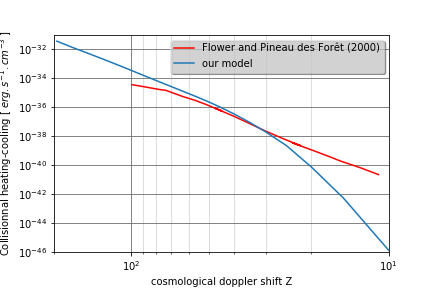 Collisionnal heating-cooling [ erg. s⁻¹. cm⁻³ ]
10⁻³²
10⁻³⁴
10⁻³⁶
10⁻³⁸
10⁻⁴⁰
10⁻⁴²
10⁻⁴⁴
10⁻⁴⁶
Flower and Pineau des Forêt (2000)
our model
10²
10¹
cosmological doppler shift Z